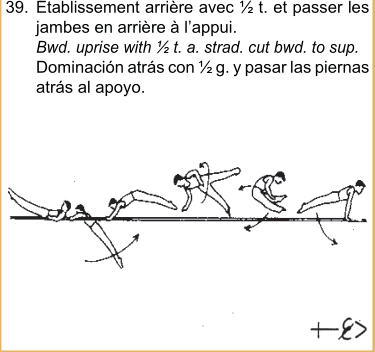 39. Etablissement arrière avec ½ t. et passer les
jambes en arrière à l'appui.
Bwd. uprise with ½ t. a. strad. cut bwd. to sup.
Dominación atrás con ½ g. y pasar las piernas
atrás al apoyo.